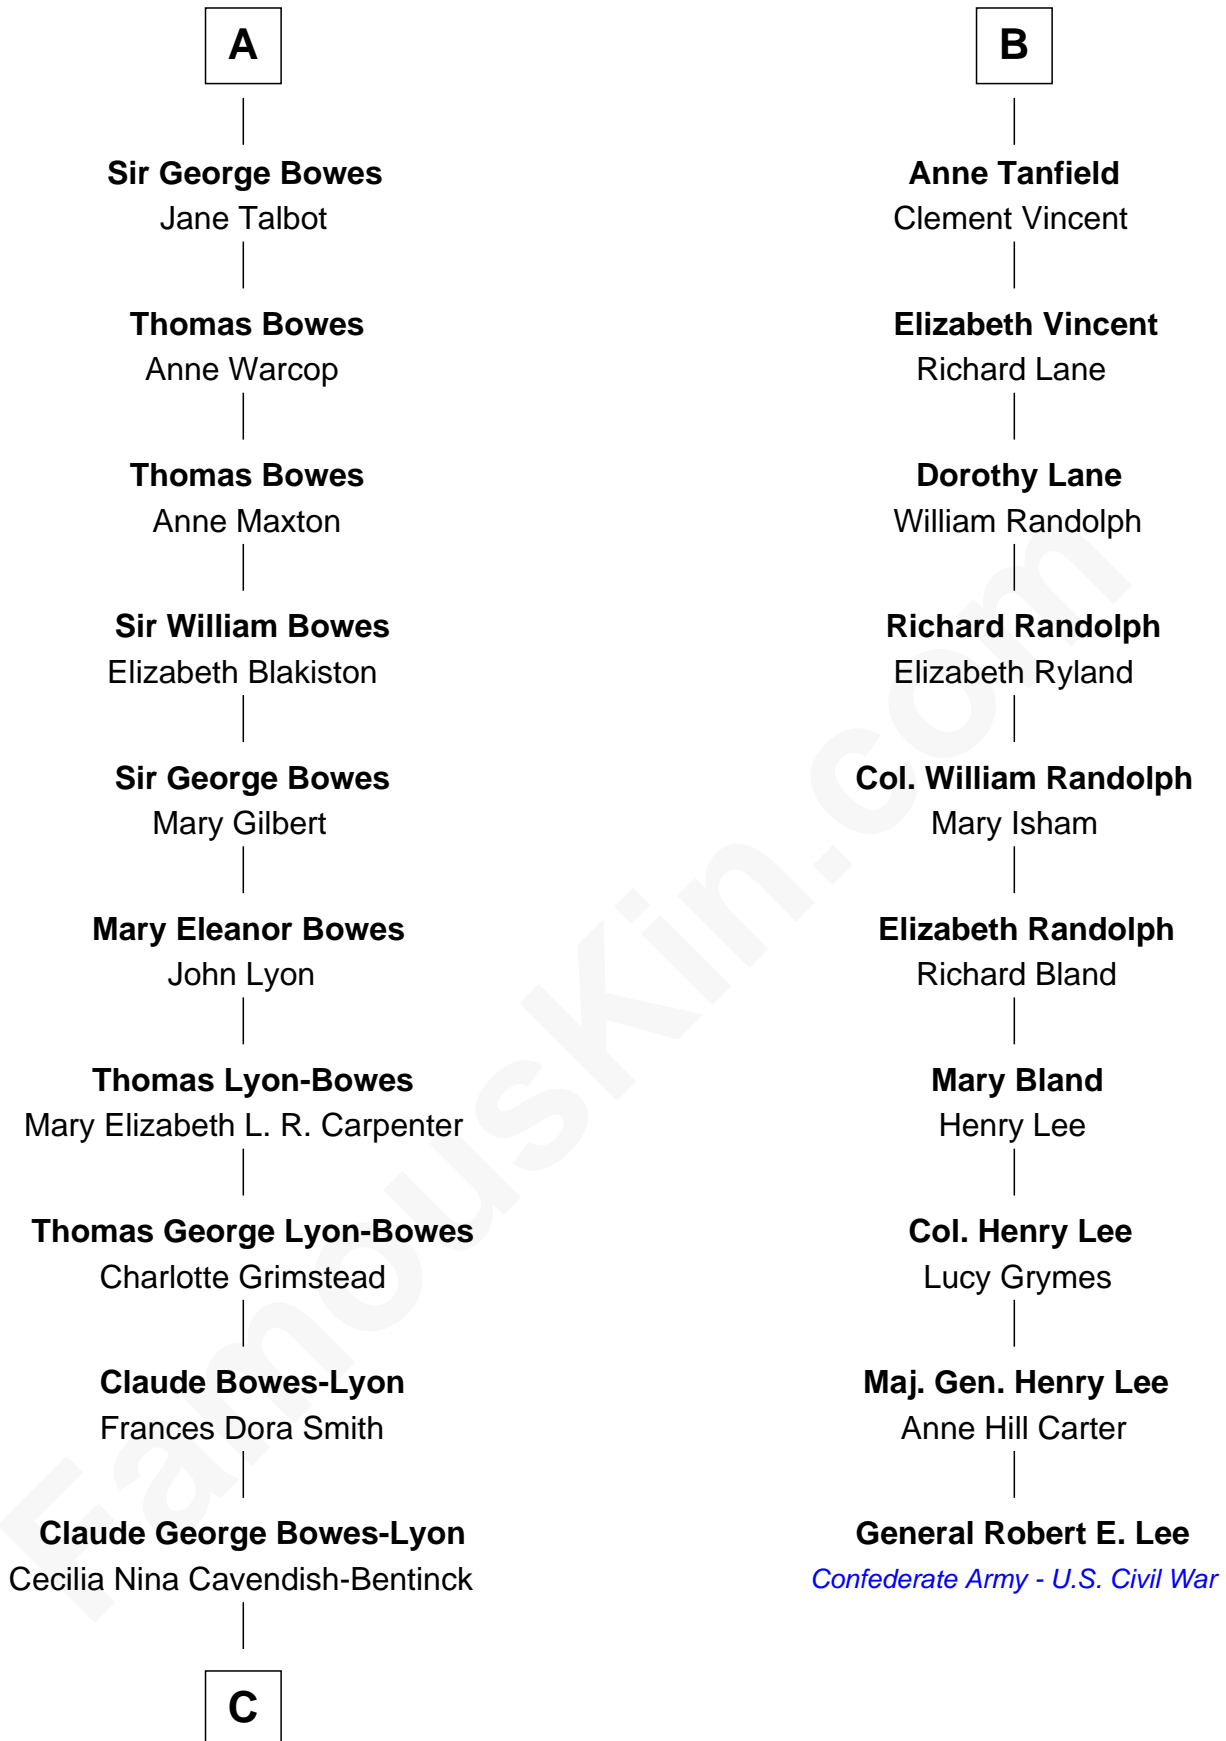 A
Sir George Bowes
Jane Talbot
Thomas Bowes
Anne Warcop
Thomas Bowes
Anne Maxton
Sir William Bowes
Elizabeth Blakiston
Sir George Bowes
Mary Gilbert
Mary Eleanor Bowes
John Lyon
Thomas Lyon-Bowes
Mary Elizabeth L. R. Carpenter
Thomas George Lyon-Bowes
Charlotte Grimstead
Claude Bowes-Lyon
Frances Dora Smith
Claude George Bowes-Lyon
Cecilia Nina Cavendish-Bentinck
C
B
Anne Tanfield
Clement Vincent
Elizabeth Vincent
Richard Lane
Dorothy Lane
William Randolph
Richard Randolph
Elizabeth Ryland
Col. William Randolph
Mary Isham
Elizabeth Randolph
Richard Bland
Mary Bland
Henry Lee
Col. Henry Lee
Lucy Grymes
Maj. Gen. Henry Lee
Anne Hill Carter
General Robert E. Lee
Confederate Army - U.S. Civil War
FamousKin.com